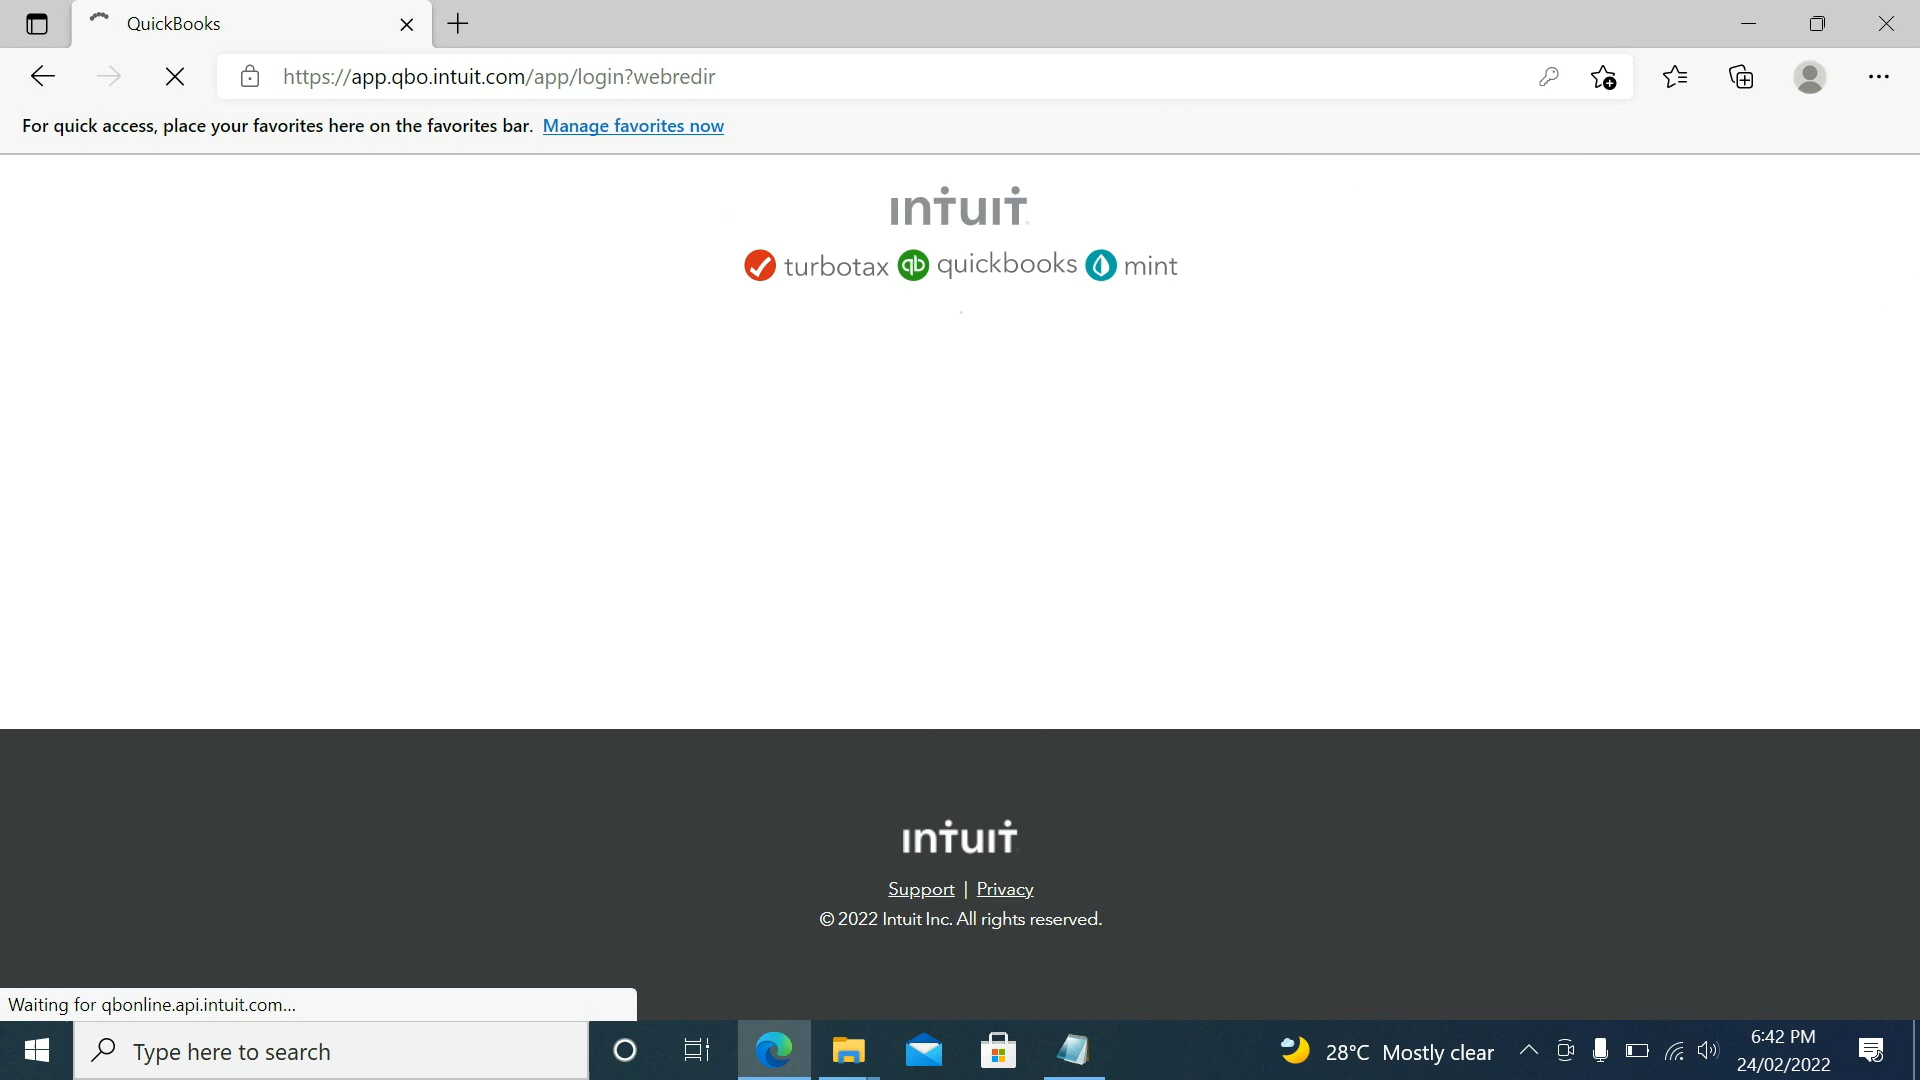 QuickBooks
https://app.qbo.intuit.com/app/login?webredir
For quick access, place your favorites here on the favorites bar. Manage favorites now
intuit
turbotax qb quickbooks mint
intuit
Support | Privacy
© 2022 Intuit Inc. All rights reserved.
Waiting for qbonline.api.intuit.com...
Type here to search
28°C Mostly clear
6:42 PM
24/02/2022